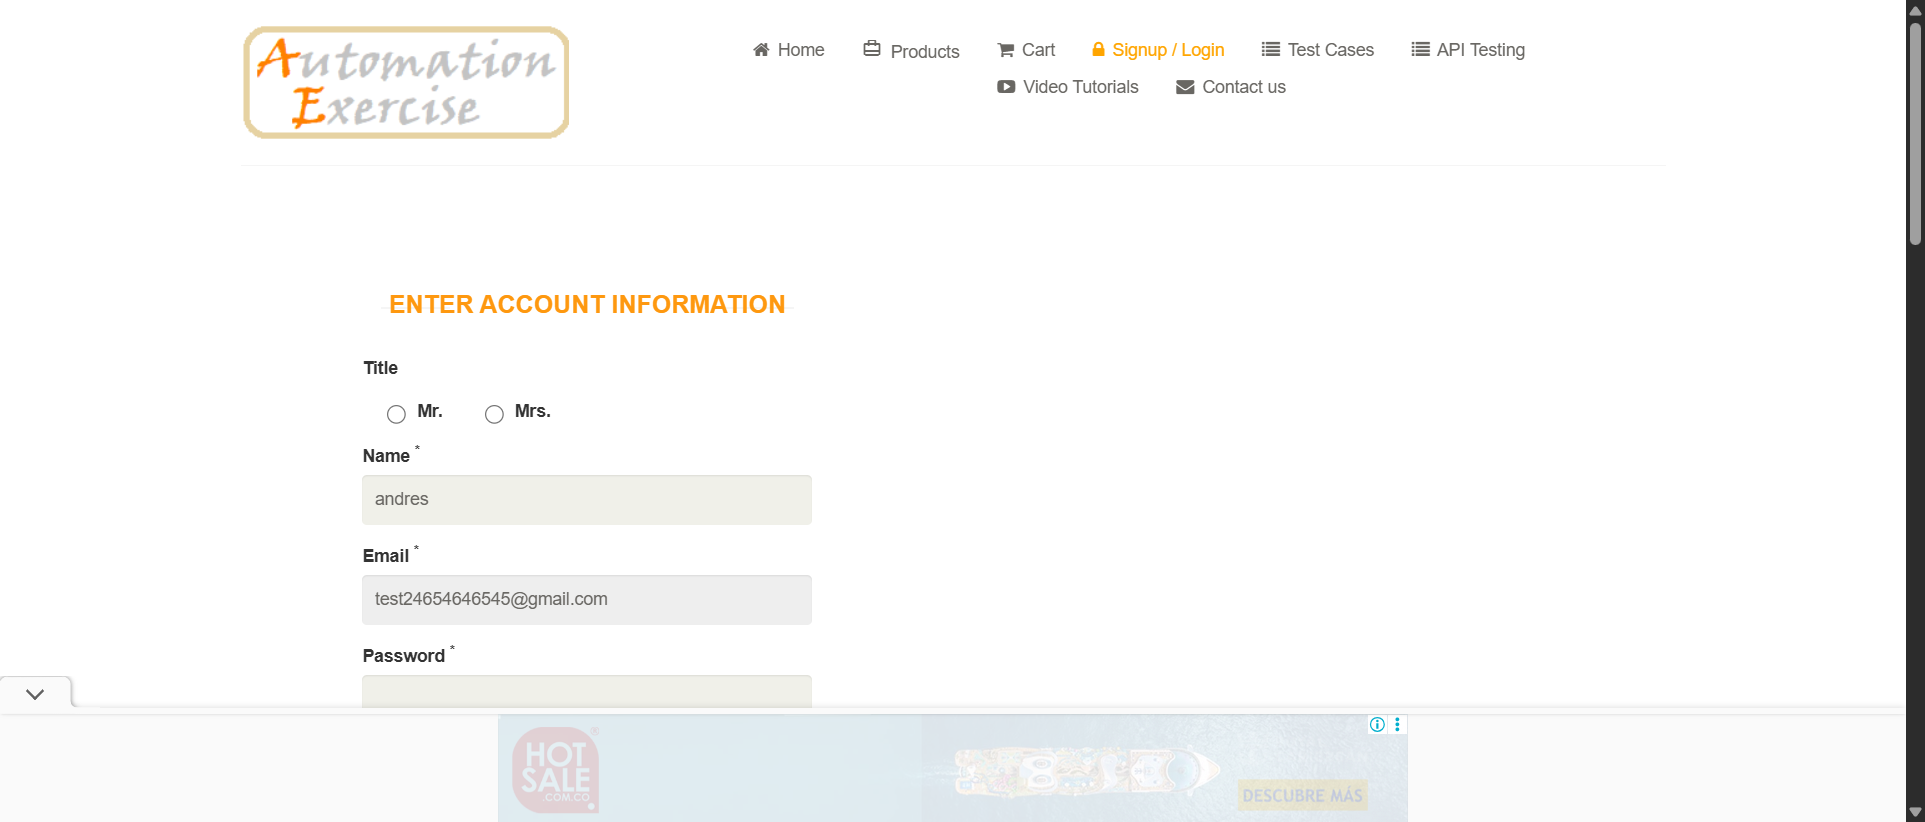 Automation
Exercise
Home
Products
Cart
Signup / Login
Test Cases
API Testing
Video Tutorials
Contact us
ENTER ACCOUNT INFORMATION
Title
Mr.
Mrs.
Name *
andres
Email *
test24654646545@gmail.com
Password *
HOT
SALE
.COM.CO
DESCUBRE MÁS